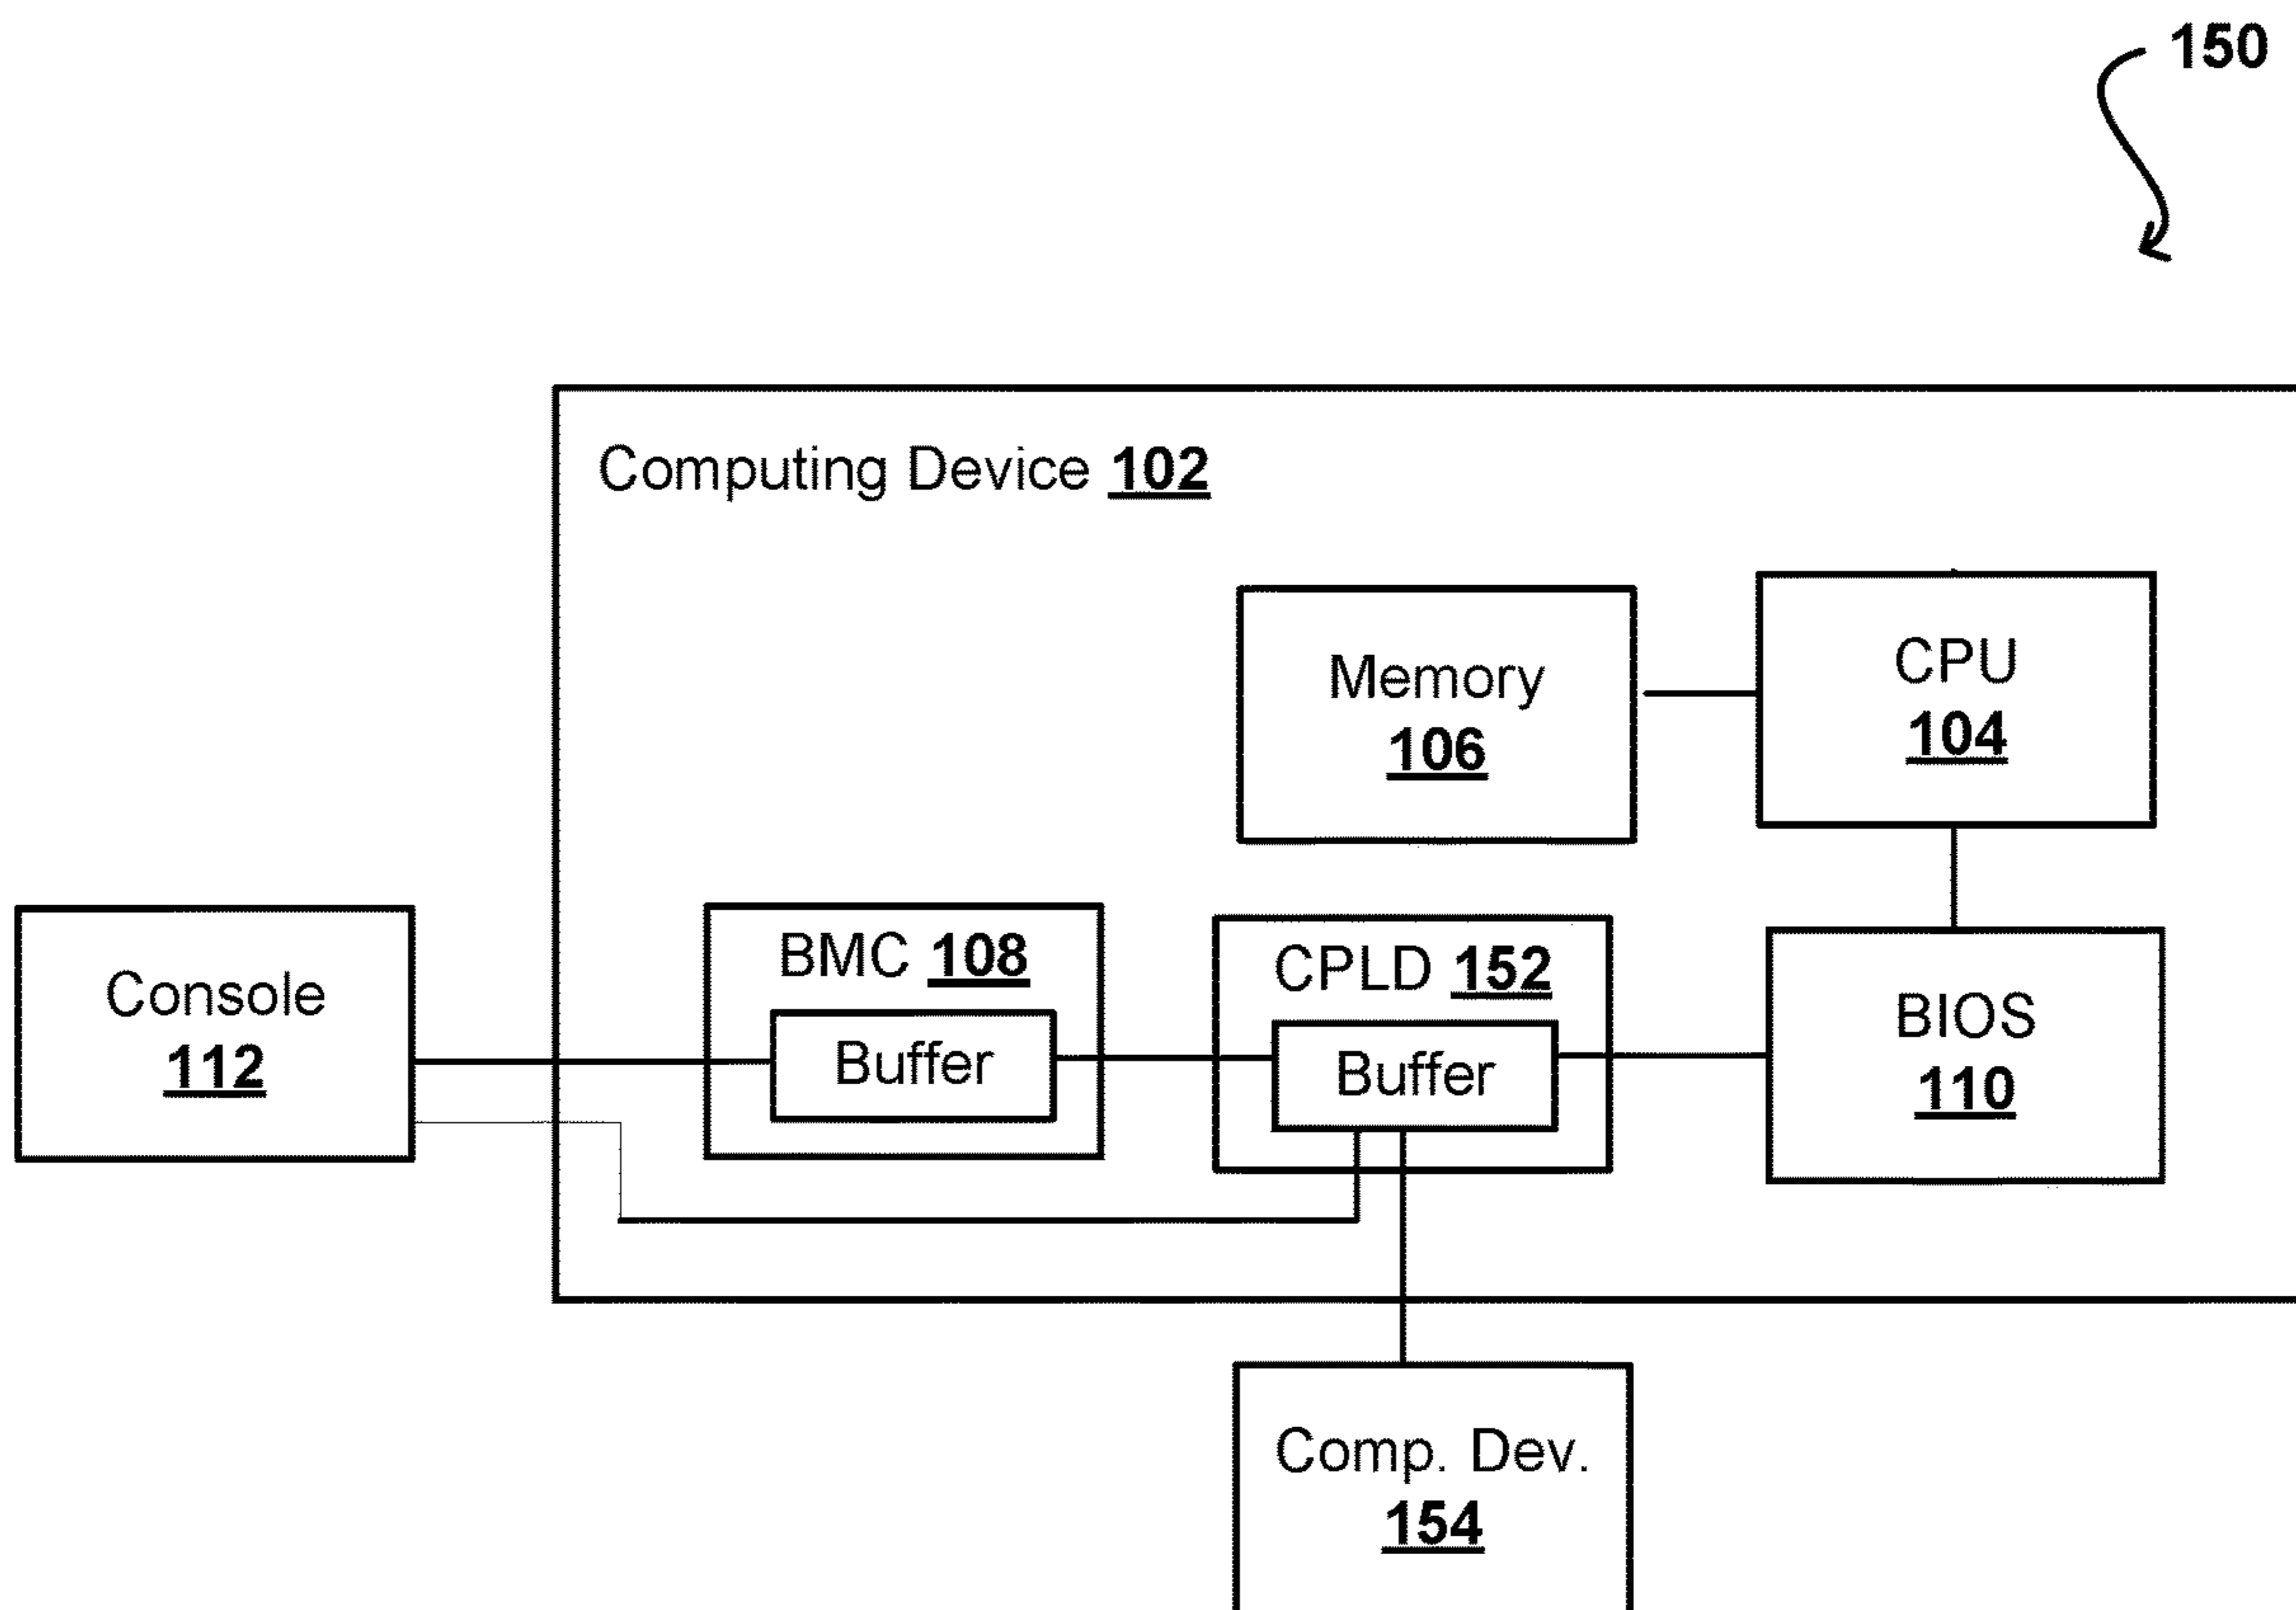 150
Computing Device 102
Memory
106
CPU
104
Console
112
BMC 108
Buffer
CPLD 152
Buffer
BIOS
110
Comp. Dev.
154